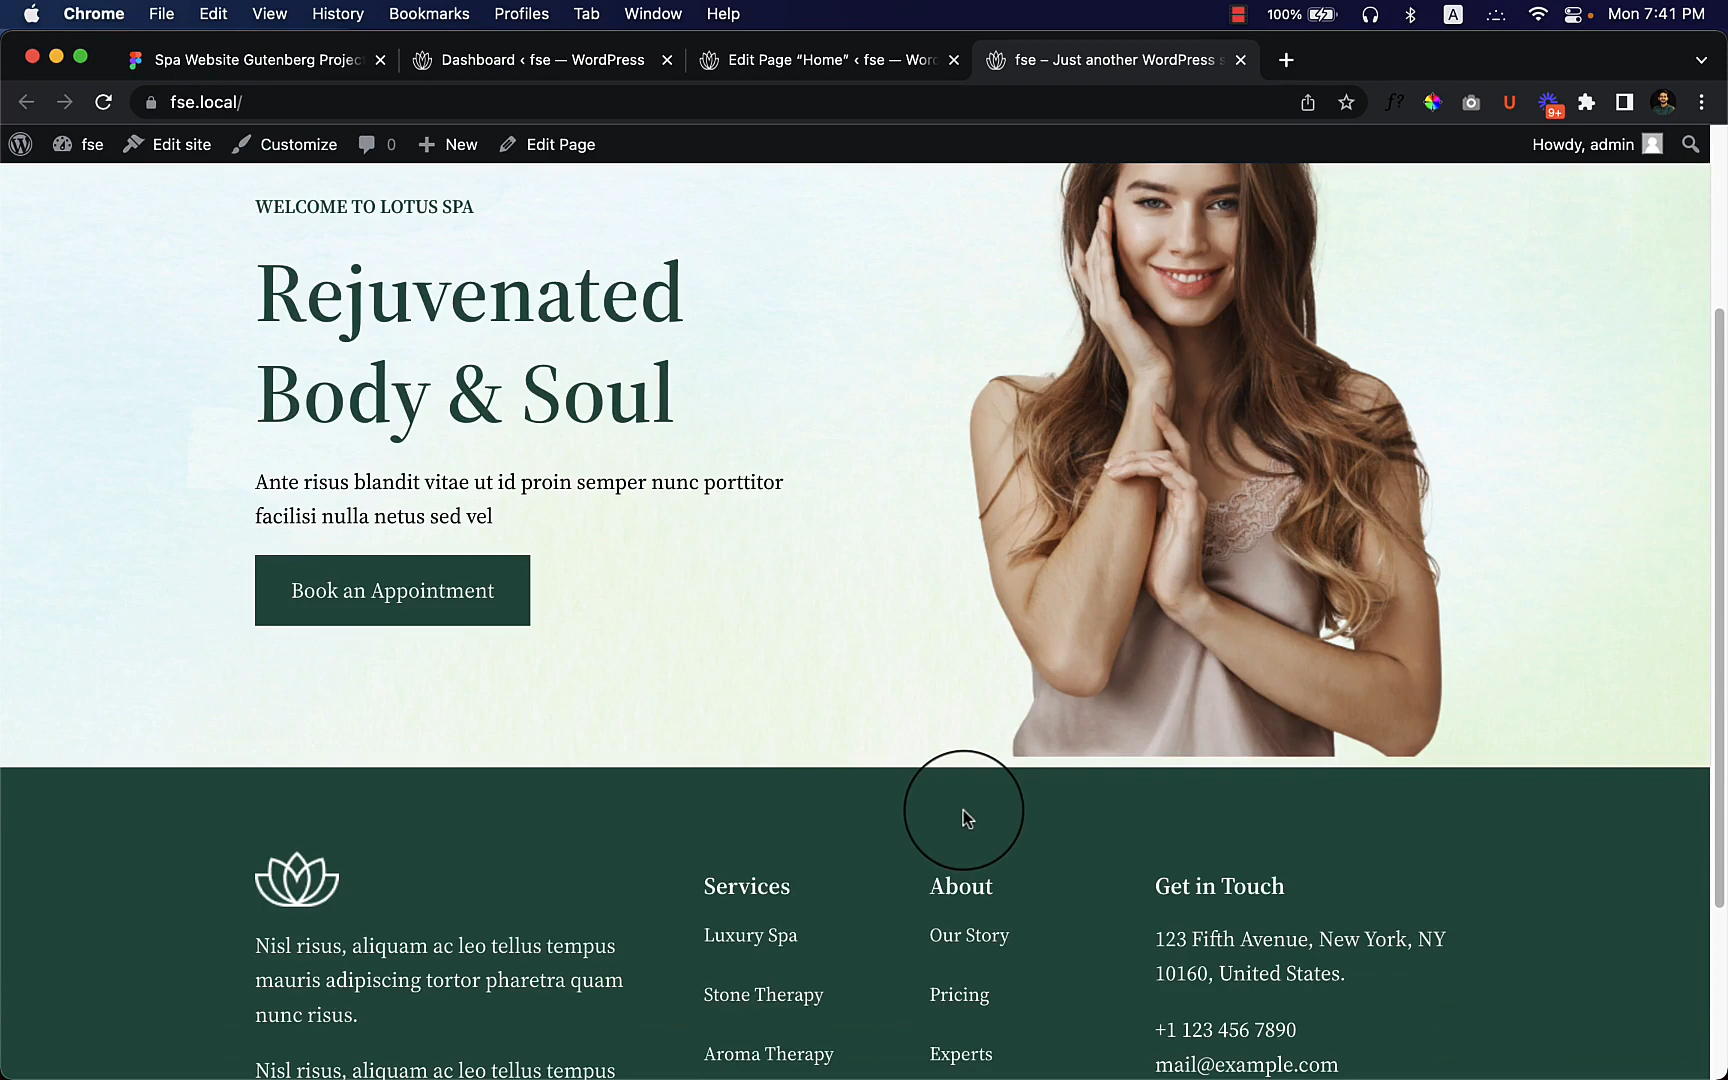 Chrome File Edit View History Bookmarks Profiles Tab Window Help 100% A Mon 7:41 PM
Spa Website Gutenberg Projec Dashboard ‹ fse — WordPress Edit Page “Home” ‹ fse — Wor fse – Just another WordPress s
fse.local/ f? U 9+
fse Edit site Customize 0 New Edit Page Howdy, admin
WELCOME TO LOTUS SPA
Rejuvenated
Body & Soul
Ante risus blandit vitae ut id proin semper nunc porttitor
facilisi nulla netus sed vel
Book an Appointment
Nisl risus, aliquam ac leo tellus tempus
mauris adipiscing tortor pharetra quam
nunc risus.
Nisl risus, aliquam ac leo tellus tempus
Services
Luxury Spa
Stone Therapy
Aroma Therapy
About
Our Story
Pricing
Experts
Get in Touch
123 Fifth Avenue, New York, NY
10160, United States.
+1 123 456 7890
mail@example.com